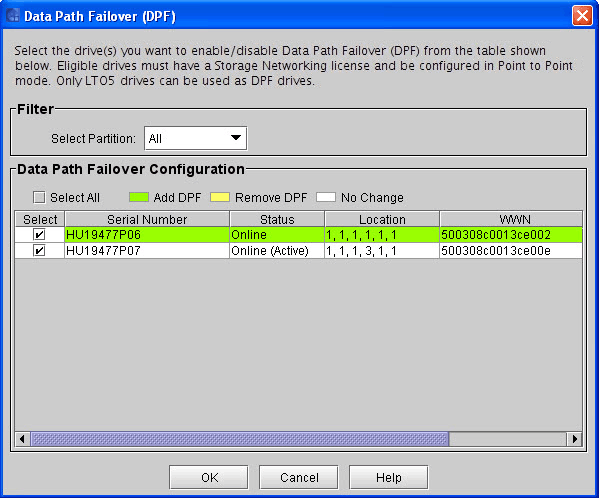 Data Path Failover (DPF)
Select the drive(s) you want to enable/disable Data Path Failover (DPF) from the table shown
below. Eligible drives must have a Storage Networking license and be configured in Point to Point
mode. Only LTO5 drives can be used as DPF drives.
Filter
Select Partition: All
Data Path Failover Configuration
Select All Add DPF Remove DPF No Change
Select Serial Number Status Location WWN
HU19477P06 Online 1, 1, 1, 1, 1, 1 500308c0013ce002
HU19477P07 Online (Active) 1, 1, 1, 3, 1, 1 500308c0013ce00e
OK Cancel Help